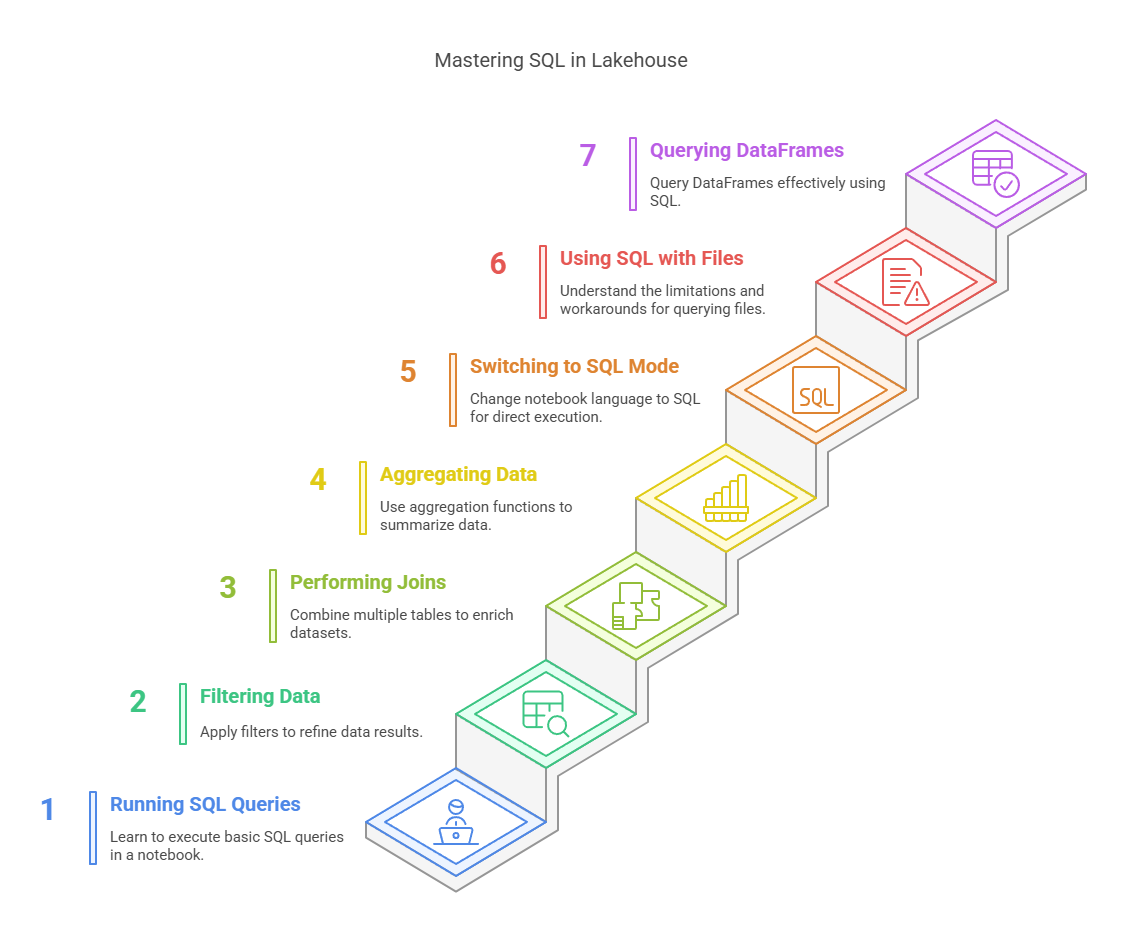 Mastering SQL in Lakehouse
7
Querying DataFrames
Query DataFrames effectively using
SQL.
6
Using SQL with Files
Understand the limitations and
workarounds for querying files.
5
Switching to SQL Mode
Change notebook language to SQL
for direct execution.
SQL
4
Aggregating Data
Use aggregation functions to
summarize data.
3
Performing Joins
Combine multiple tables to enrich
datasets.
2
Filtering Data
Apply filters to refine data results.
1
Running SQL Queries
Learn to execute basic SQL queries
in a notebook.